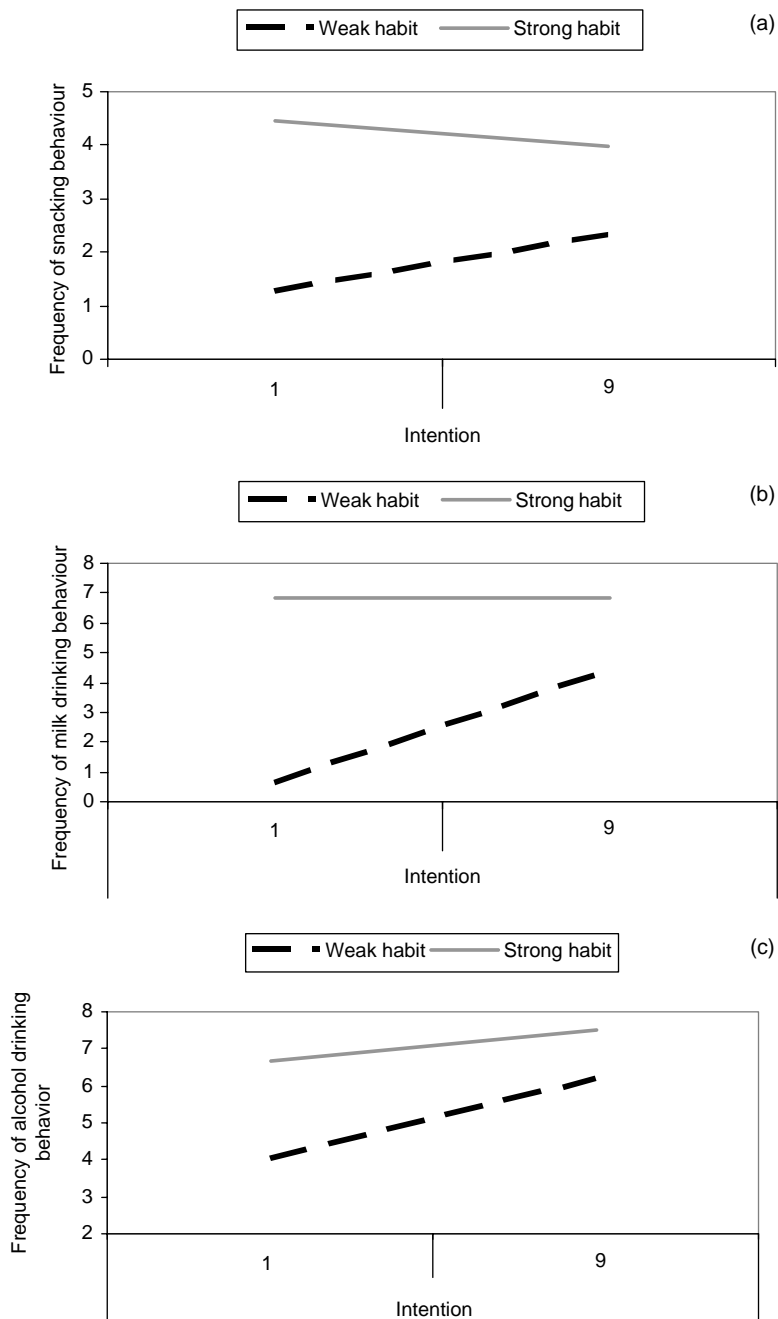 (a)
Weak habit Strong habit
Frequency of snacking behaviour
5
4
3
2
1
0
1 9
Intention
(b)
Weak habit Strong habit
Frequency of milk drinking behaviour
8
7
6
5
4
3
2
1
0
1 9
Intention
(c)
Weak habit Strong habit
Frequency of alcohol drinking
behavior
8
7
6
5
4
3
2
1 9
Intention